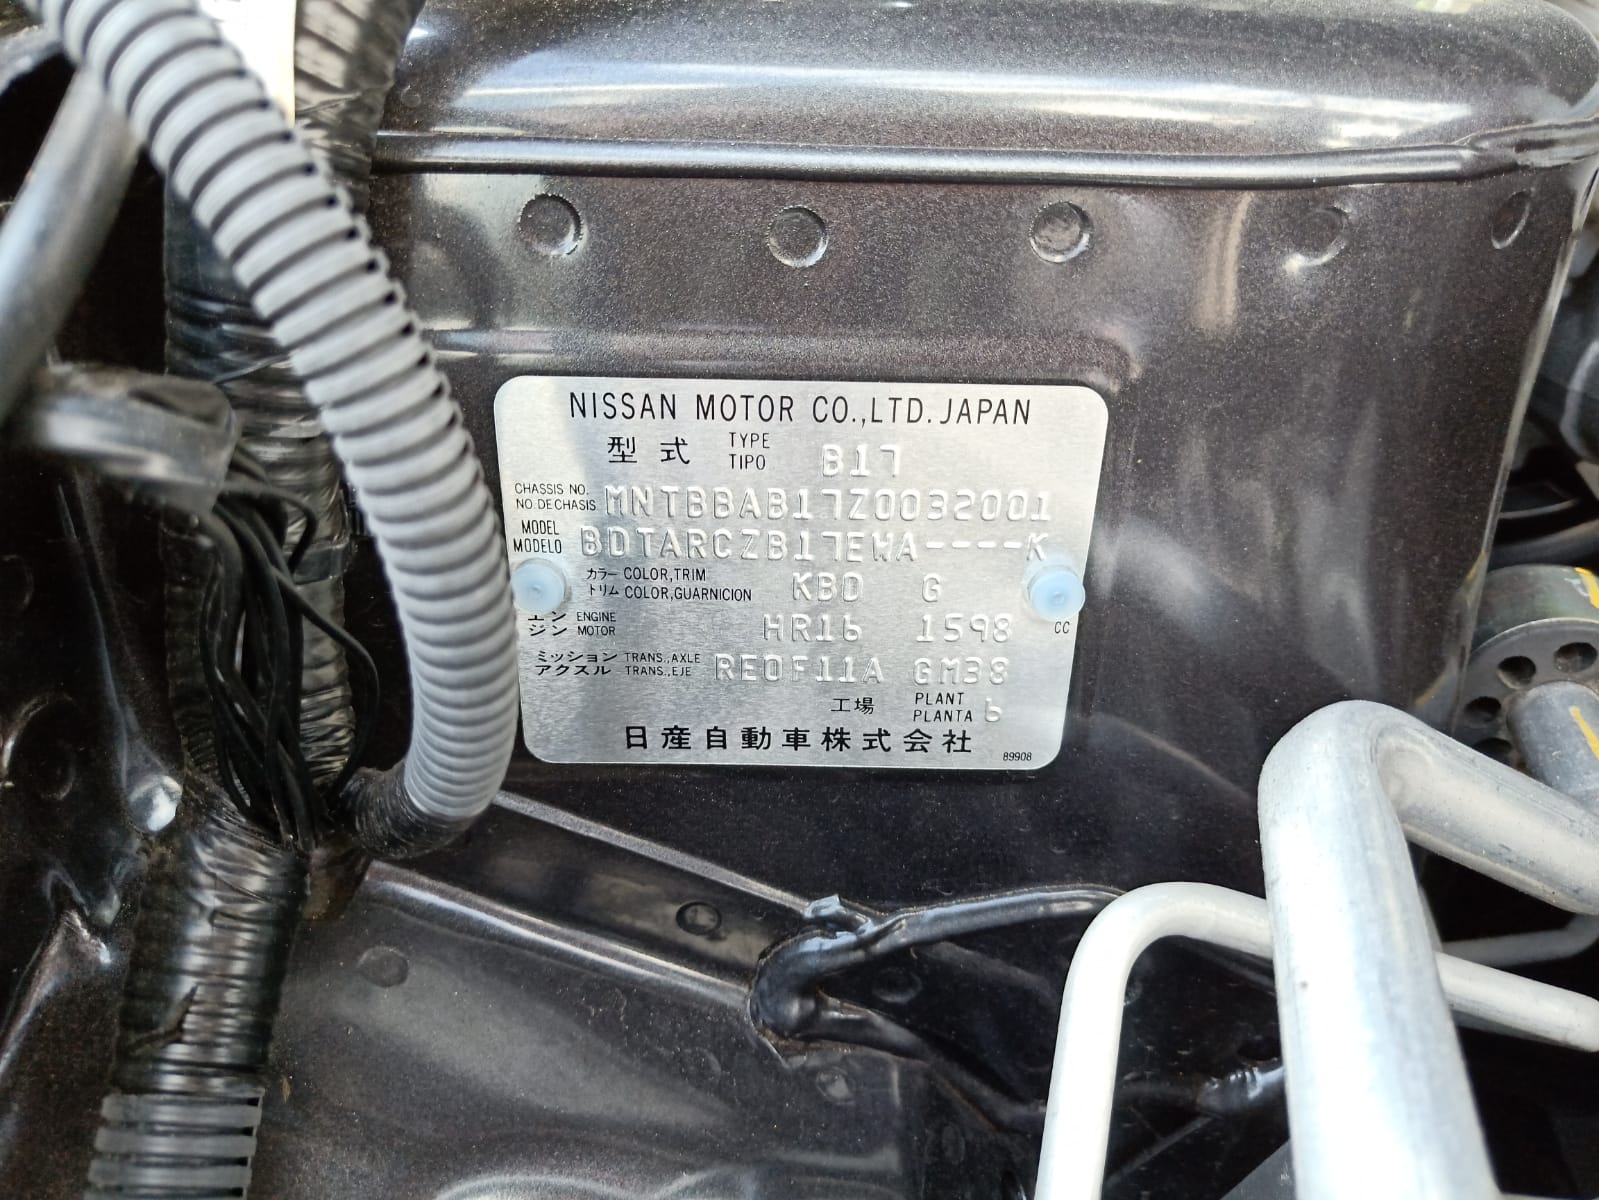 NISSAN MOTOR CO.,LTD. JAPAN
型式 TYPE TIPO B17
CHASSIS NO. NO. DE CHASIS MNTBBAB17Z0032001
MODEL MODELO BDTARCZB17EWA----K
カラー COLOR,TRIM
トリム COLOR,GUARNICION KB0 G
エンジン ENGINE MOTOR HR16 1598 CC
ミッション TRANS.,AXLE
アクスル TRANS.,EJE RE0F11A GM38
工場 PLANT PLANTA 6
日産自動車株式会社 89908